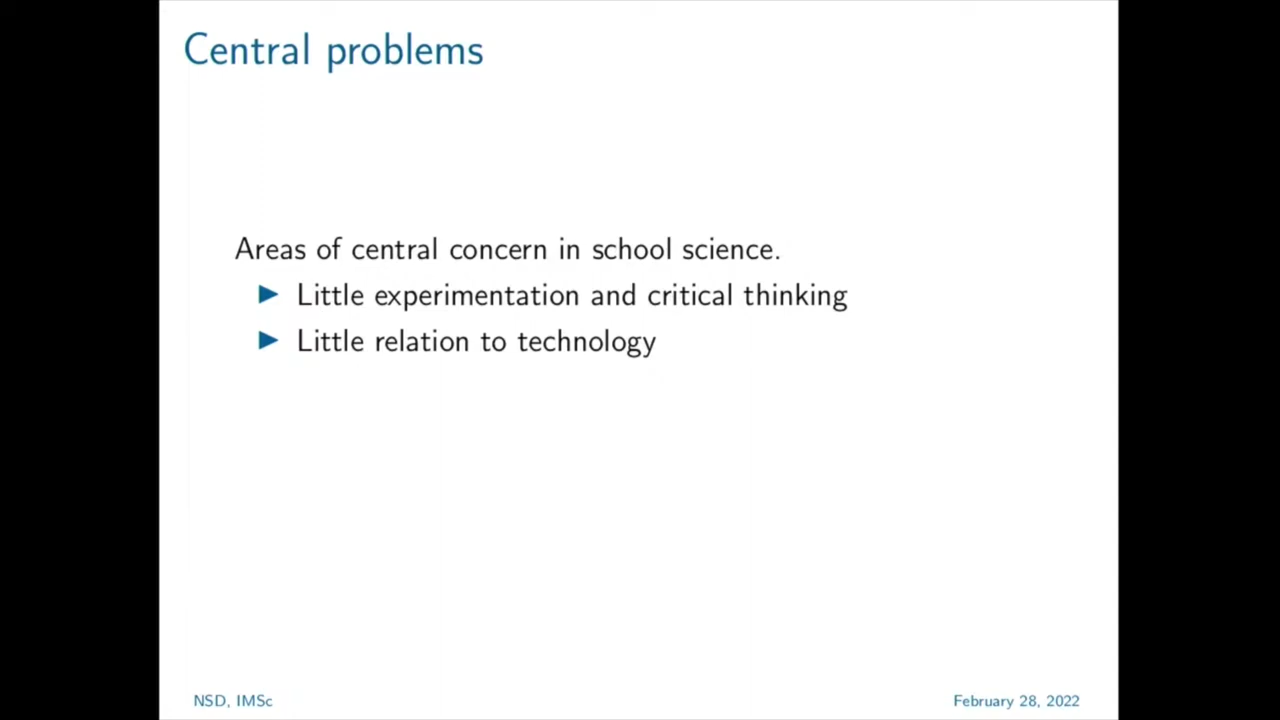 Central problems
Areas of central concern in school science.
▶ Little experimentation and critical thinking
▶ Little relation to technology
NSD, IMSc
February 28, 2022